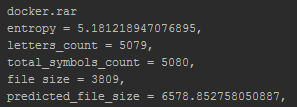 docker.rar
entropy = 5.181218947076895,
letters_count = 5079,
total_symbols_count = 5080,
file size = 3809,
predicted_file_size = 6578.852758050887,